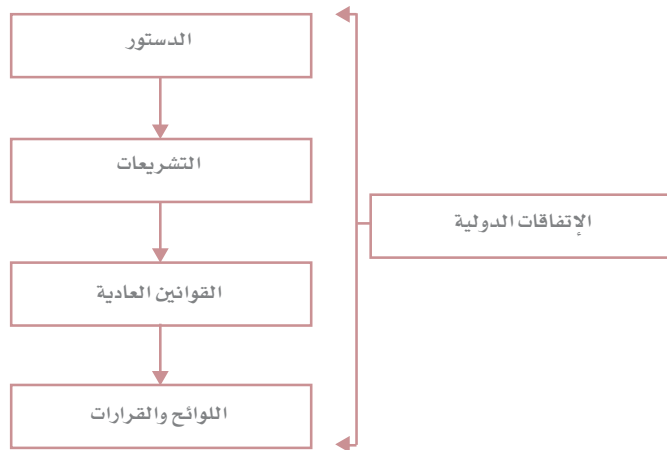 الدستور
التشريعات
الإتفاقات الدولية
القوانين العادية
اللوائح والقرارات